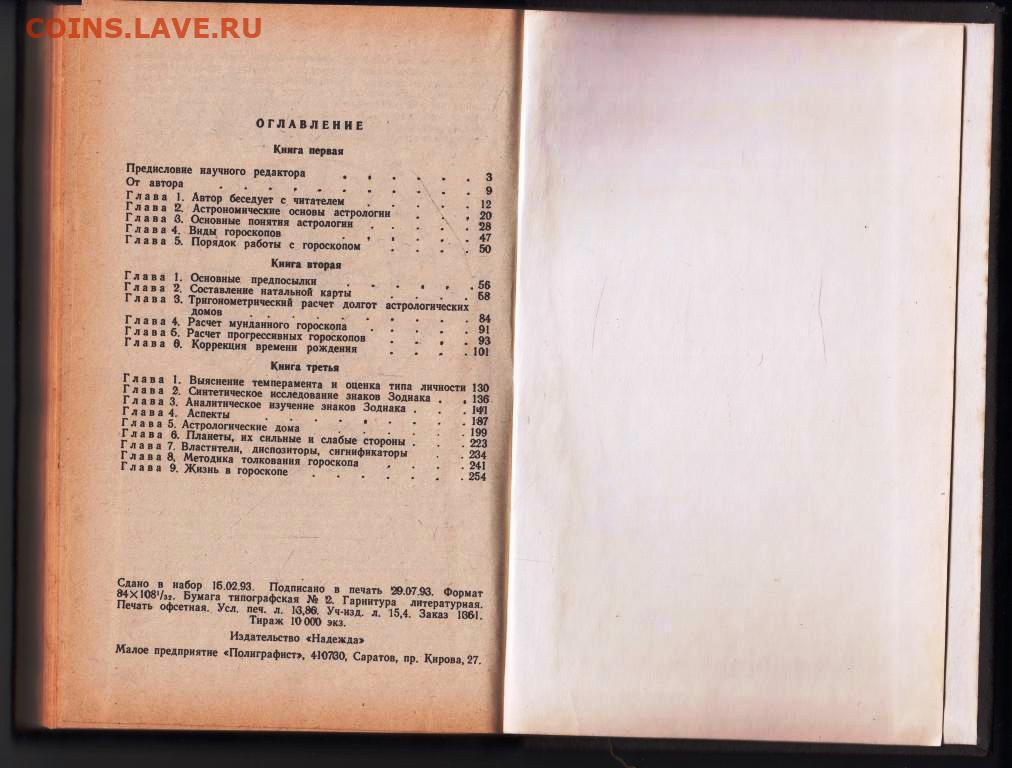 COINS.LAVE.RU
ОГЛАВЛЕНИЕ
Книга первая
Предисловие научного редактора . . . . . . 3
От автора . . . . . . . . . . . 9
Глава 1. Автор беседует с читателем . . . . . 12
Глава 2. Астрономические основы астрологии . . . . 20
Глава 3. Основные понятия астрологии . . . . . 28
Глава 4. Виды гороскопов . . . . . . 47
Глава 5. Порядок работы с гороскопом . . . . . 50
Книга вторая
Глава 1. Основные предпосылки . . . . . . 56
Глава 2. Составление натальной карты . . . . . 58
Глава 3. Тригонометрический расчет долгот астрологических
домов . . . . . . . . . 84
Глава 4. Расчет мунданного гороскопа . . . . . 91
Глава 5. Расчет прогрессивных гороскопов . . . . 93
Глава 6. Коррекция времени рождения . . . . 101
Книга третья
Глава 1. Выяснение темперамента и оценка типа личности 130
Глава 2. Синтетическое исследование знаков Зодиака . . 136
Глава 3. Аналитическое изучение знаков Зодиака . . . 141
Глава 4. Аспекты . . . . . . . . . 187
Глава 5. Астрологические дома . . . . . . 199
Глава 6. Планеты, их сильные и слабые стороны . . . 223
Глава 7. Властители, диспозиторы, сигнификаторы . . 234
Глава 8. Методика толкования гороскопа . . . . 241
Глава 9. Жизнь в гороскопе . . . . . . 254
Сдано в набор 15.02.93. Подписано в печать 29.07.93. Формат
84×108¹/₃₂. Бумага типографская № 2. Гарнитура литературная.
Печать офсетная. Усл. печ. л. 13,86. Уч-изд. л. 15,4. Заказ 1361.
Тираж 10 000 экз.
Издательство «Надежда»
Малое предприятие «Полиграфист», 410730, Саратов, пр. Кирова, 27.